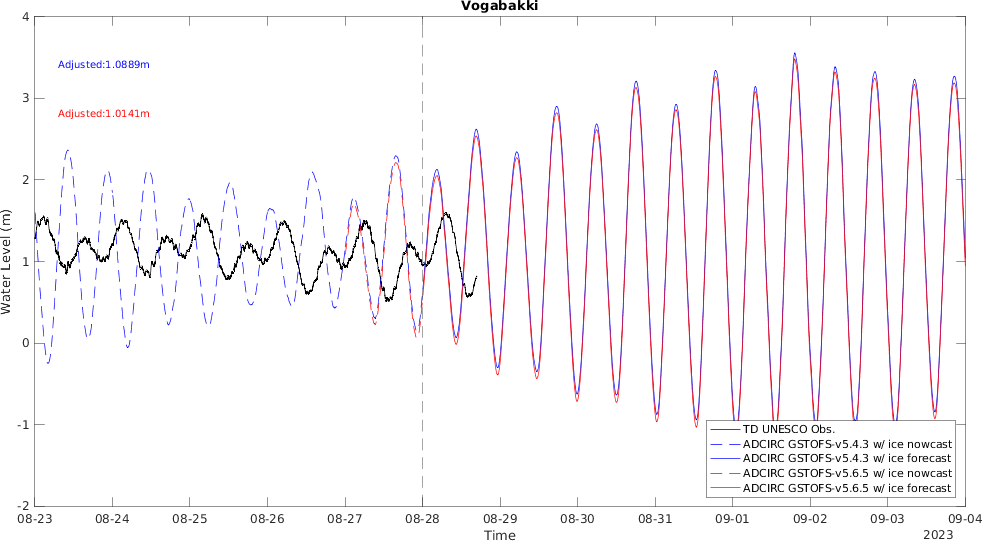 Vogabakki
Adjusted:1.0889m
Adjusted:1.0141m
Water Level (m)
4
3
2
1
0
-1
-2
TD UNESCO Obs.
ADCIRC GSTOFS-v5.4.3 w/ ice nowcast
ADCIRC GSTOFS-v5.4.3 w/ ice forecast
ADCIRC GSTOFS-v5.6.5 w/ ice nowcast
ADCIRC GSTOFS-v5.6.5 w/ ice forecast
08-23 08-24 08-25 08-26 08-27 08-28 08-29 08-30 08-31 09-01 09-02 09-03 09-04
Time
2023